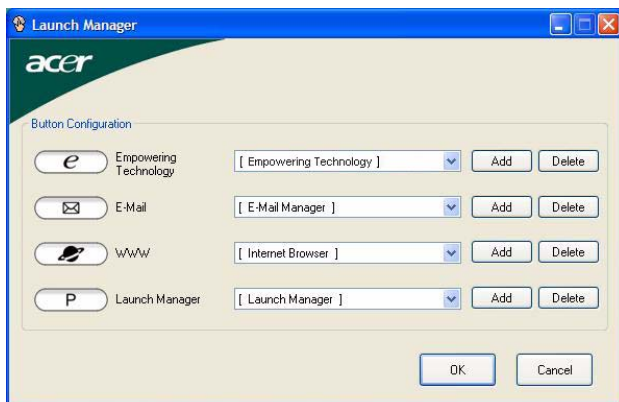 Launch Manager
acer
Button Configuration
e Empowering Technology [ Empowering Technology ] Add Delete
E-Mail [ E-Mail Manager ] Add Delete
WWW [ Internet Browser ] Add Delete
P Launch Manager [ Launch Manager ] Add Delete
OK Cancel